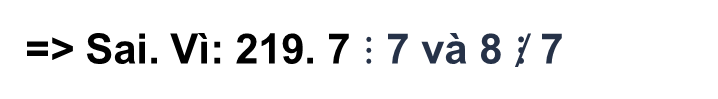 => Sai. Vì: 219. 7 ⋮ 7 và 8 ⋮̸ 7